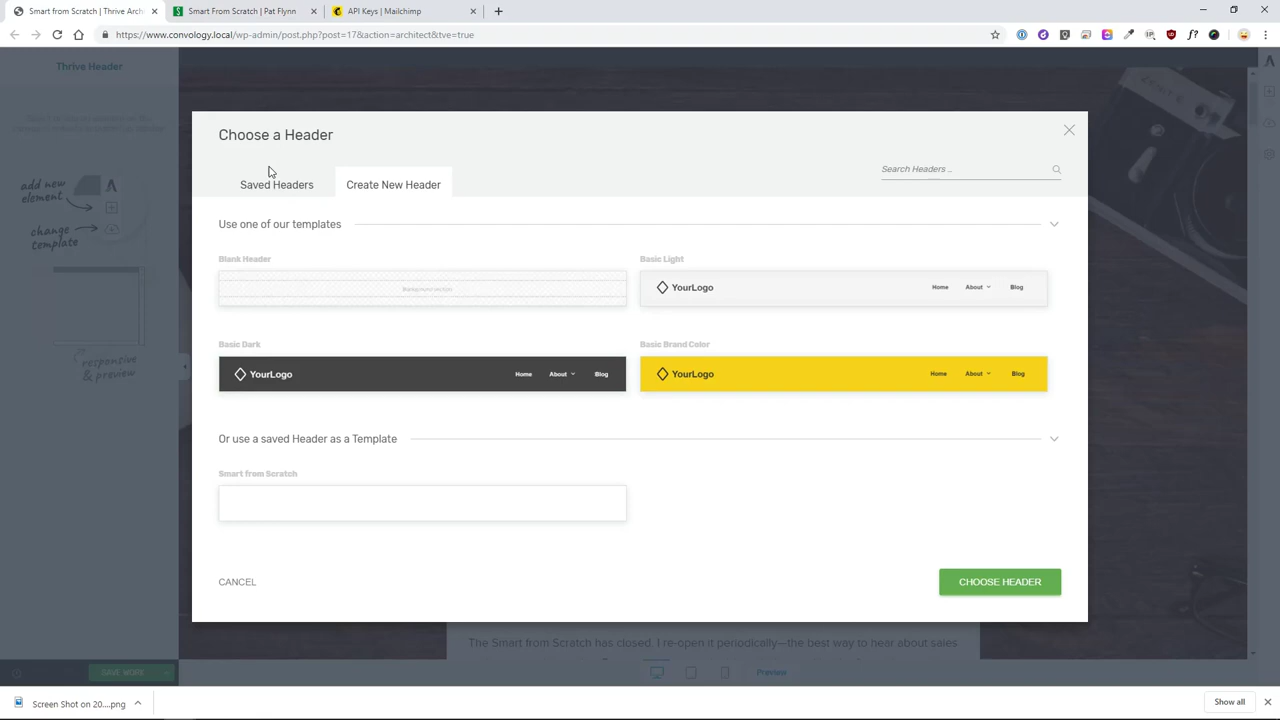 Smart from Scratch | Thrive Arch
Smart From Scratch · Pat Flynn
API Keys | Mailchimp
https://www.convology.local/wp-admin/post.php?post=17&action=architect&tve=true
Thrive Header
Choose a Header
Saved Headers
Create New Header
Search Headers ...
add new
element
change
template
responsive
& preview
Use one of our templates
Blank Header
Basic Light
YourLogo
Home
About
Blog
Basic Dark
Basic Brand Color
YourLogo
Home
About
Blog
YourLogo
Home
About
Blog
Or use a saved Header as a Template
Smart from Scratch
CANCEL
CHOOSE HEADER
The Smart from Scratch has closed. I re-open it periodically—the best way to hear about sales
SAVE WORK
Preview
Screen Shot on 20....png
Show all